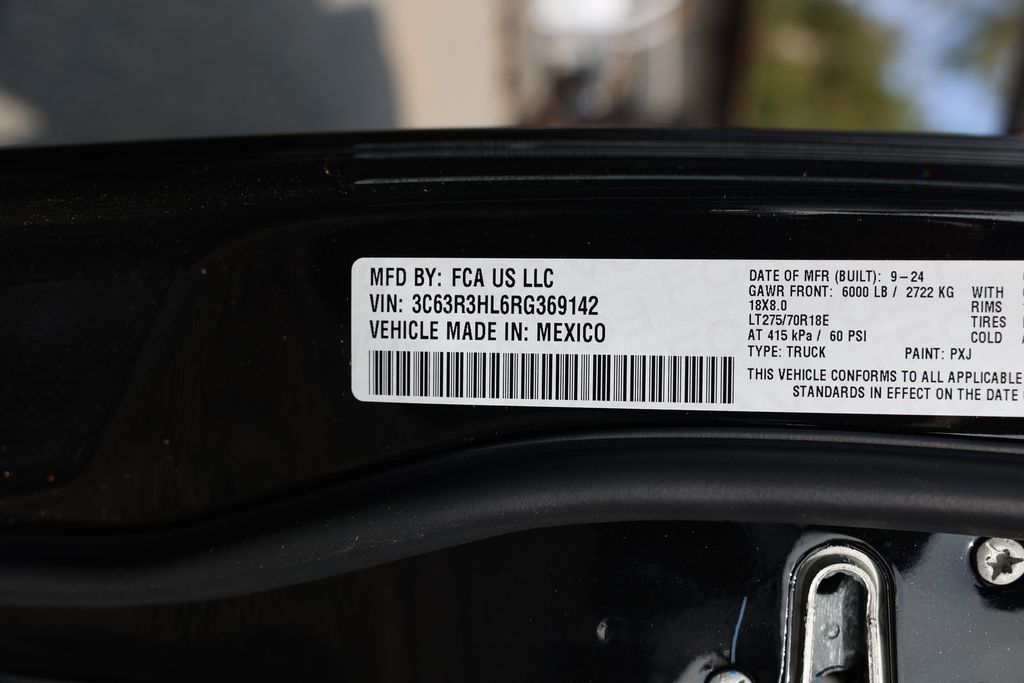 MFD BY: FCA US LLC
VIN: 3C63R3HL6RG369142
VEHICLE MADE IN: MEXICO
DATE OF MFR (BUILT): 9-24
GAWR FRONT: 6000 LB / 2722 KG WITH
18X8.0 RIMS
LT275/70R18E TIRES
AT 415 kPa / 60 PSI COLD
TYPE: TRUCK PAINT: PXJ
THIS VEHICLE CONFORMS TO ALL APPLICABLE
STANDARDS IN EFFECT ON THE DATE